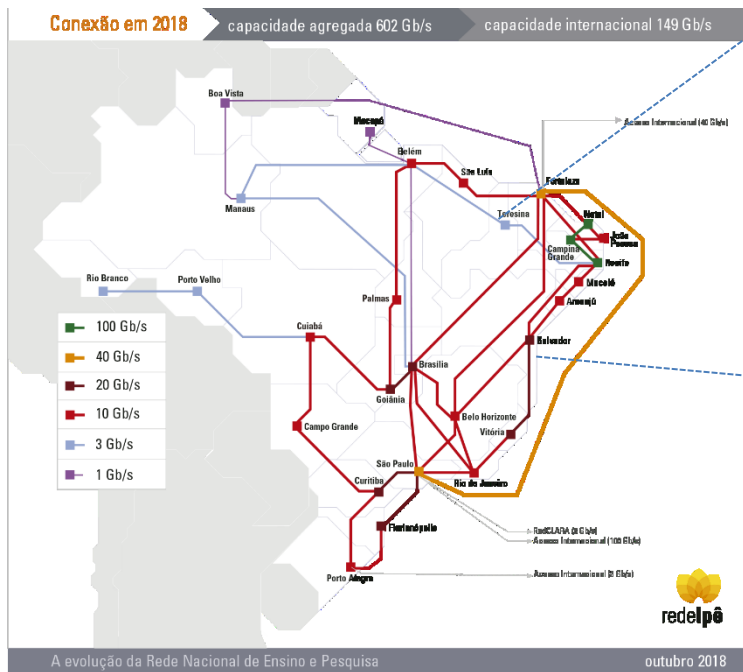 Conexão em 2018
capacidade agregada 602 Gb/s
capacidade internacional 149 Gb/s
Boa Vista
Macapá
Acesso Internacional (40 Gb/s)
Belém
São Luís
Fortaleza
Manaus
Teresina
Natal
João
Pessoa
Campina
Grande
Recife
Rio Branco
Porto Velho
Maceió
Palmas
Aracajú
Cuiabá
Salvador
100 Gb/s
40 Gb/s
20 Gb/s
10 Gb/s
3 Gb/s
1 Gb/s
Brasília
Goiânia
Belo Horizonte
Campo Grande
Vitória
São Paulo
Curitiba
Rio de Janeiro
Florianópolis
RedCLARA
Acesso Internacional (100 Gb/s)
Porto Alegre
Acesso Internacional
redeIpê
A evolução da Rede Nacional de Ensino e Pesquisa
outubro 2018